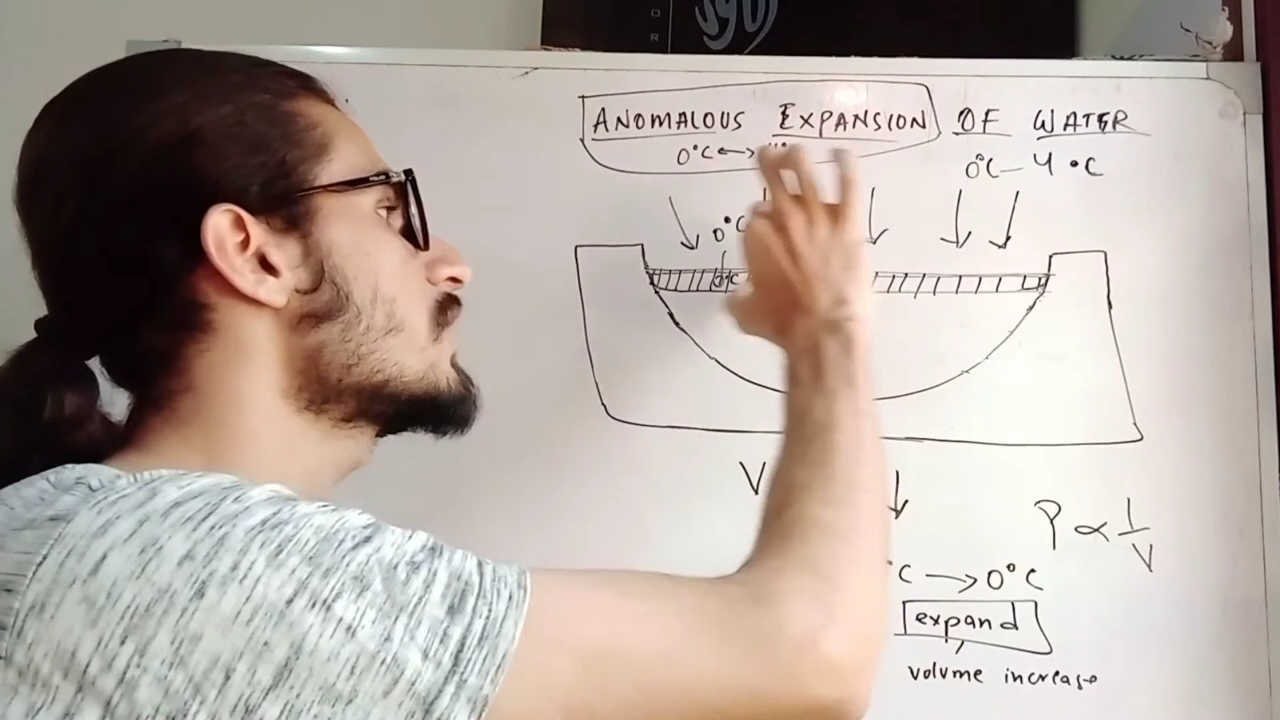 ANOMALOUS EXPANSION OF WATER
0°C ↔
0°C – 4°C
0°C
0°C
V
ρ ∝ 1/V
°C → 0°C
expand
volume increase